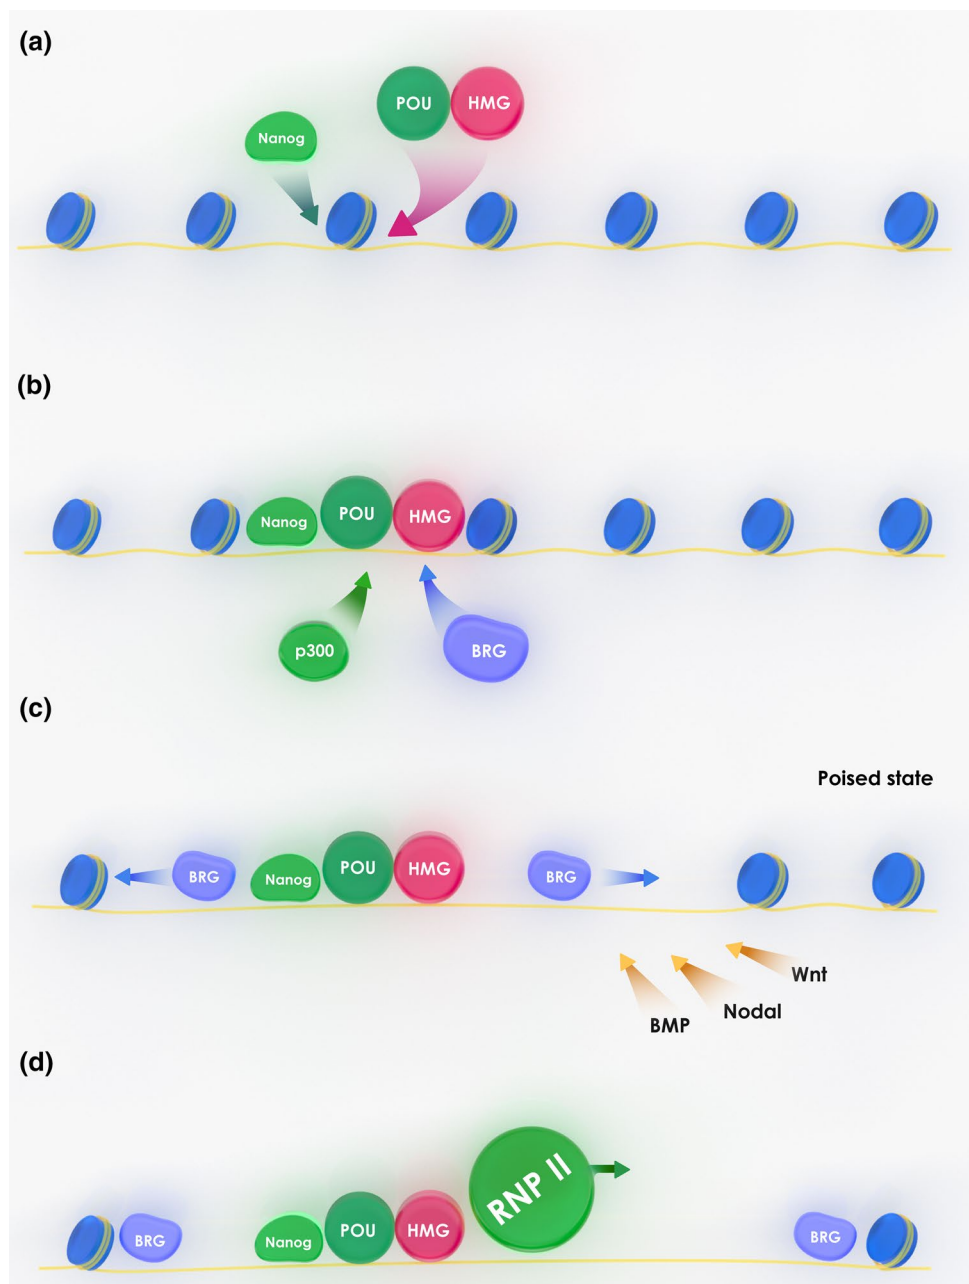 (a)
POU HMG
Nanog
(b)
Nanog POU HMG
p300 BRG
(c)
Poised state
BRG Nanog POU HMG BRG
Wnt
Nodal
BMP
(d)
RNP II
BRG Nanog POU HMG BRG